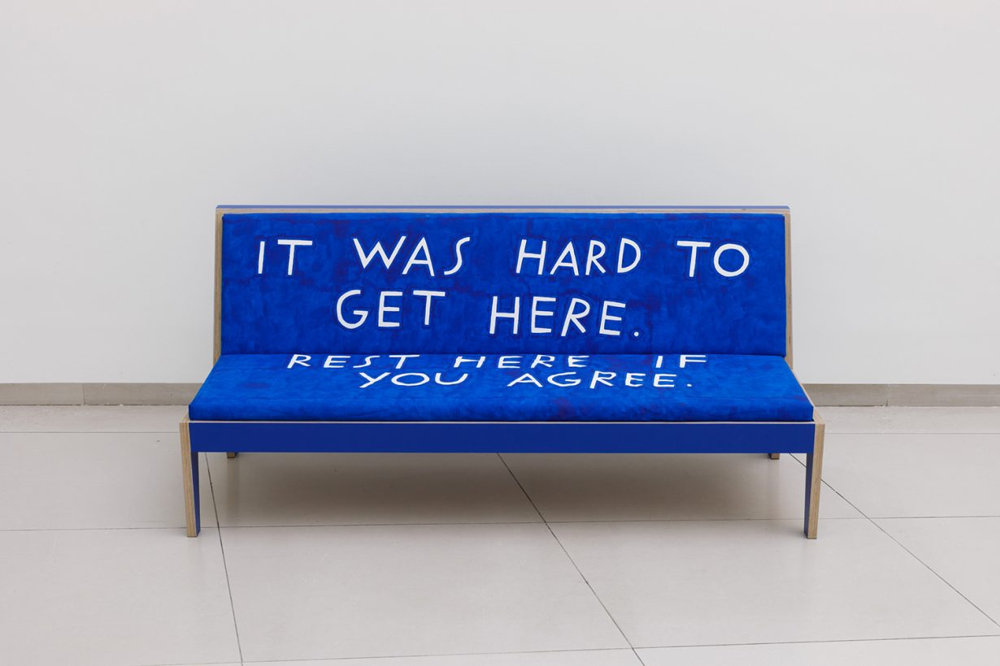 IT WAS HARD TO
GET HERE.
REST HERE IF
YOU AGREE.